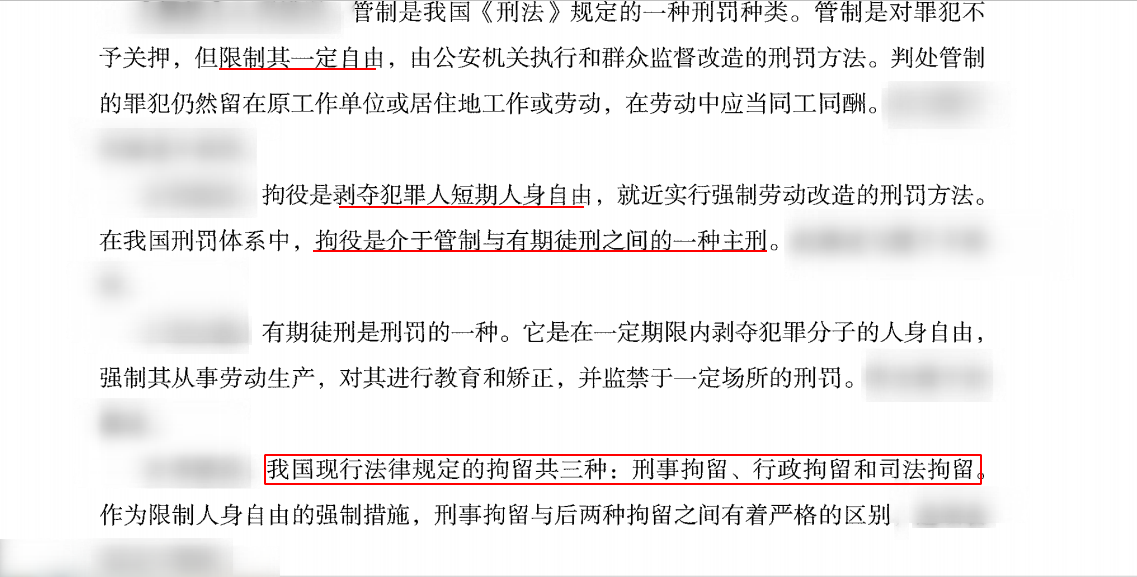 管制是我国《刑法》规定的一种刑罚种类。管制是对罪犯不
予关押，但限制其一定自由，由公安机关执行和群众监督改造的刑罚方法。判处管制
的罪犯仍然留在原工作单位或居住地工作或劳动，在劳动中应当同工同酬。
拘役是剥夺犯罪人短期人身自由，就近实行强制劳动改造的刑罚方法。
在我国刑罚体系中，拘役是介于管制与有期徒刑之间的一种主刑。
有期徒刑是刑罚的一种。它是在一定期限内剥夺犯罪分子的人身自由，
强制其从事劳动生产，对其进行教育和矫正，并监禁于一定场所的刑罚。
我国现行法律规定的拘留共三种：刑事拘留、行政拘留和司法拘留。
作为限制人身自由的强制措施，刑事拘留与后两种拘留之间有着严格的区别